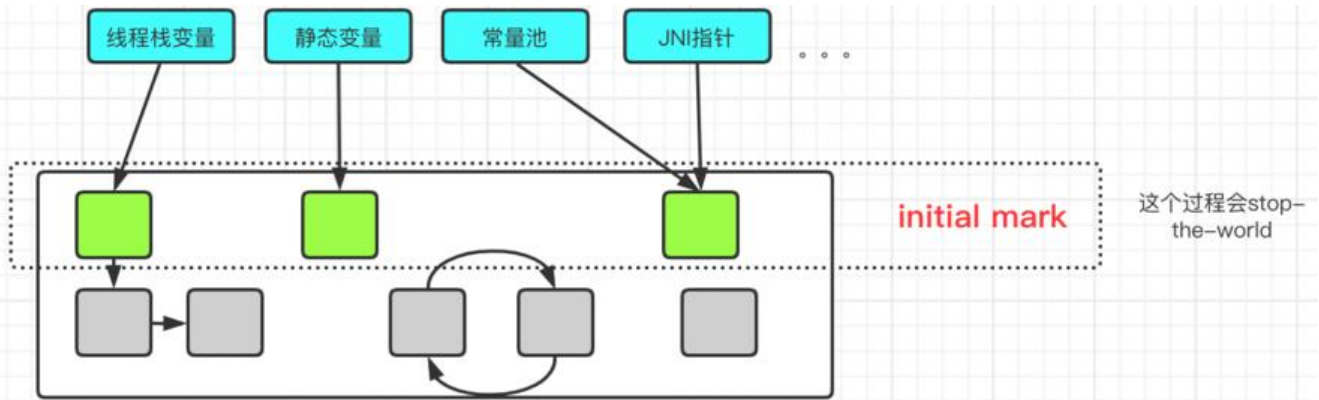 线程栈变量
静态变量
常量池
JNI指针
。。。
initial mark
这个过程会stop-
the-world